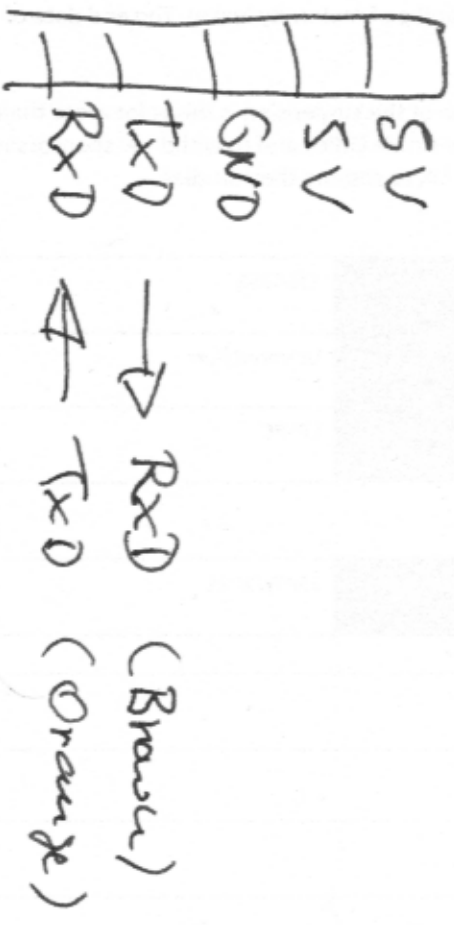 5V
5V
GND
TxD → RxD (Braun)
RxD ← TxD (Orange)